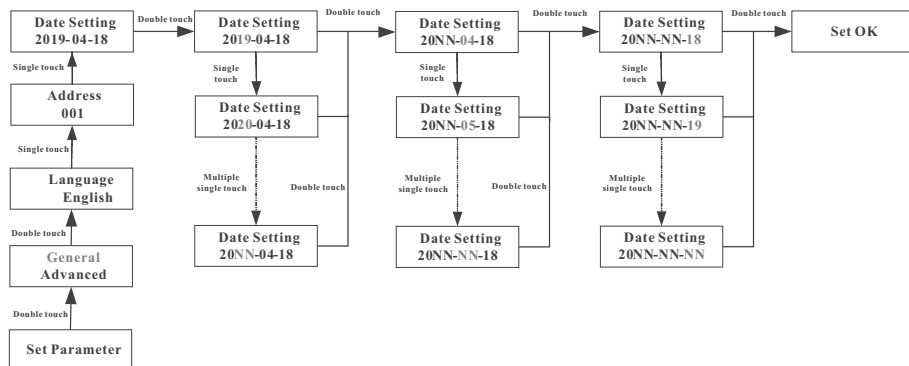 Date Setting
2019-04-18
Double touch
Date Setting
2019-04-18
Double touch
Date Setting
20NN-04-18
Double touch
Date Setting
20NN-NN-18
Double touch
Set OK
Single touch
Single
touch
Single
touch
Single
touch
Address
001
Date Setting
2020-04-18
Date Setting
20NN-05-18
Date Setting
20NN-NN-19
Single touch
Language
English
Multiple
single touch
Double touch
Multiple
single touch
Double touch
Multiple
single touch
Double touch
Date Setting
20NN-04-18
Date Setting
20NN-NN-18
Date Setting
20NN-NN-NN
General
Advanced
Double touch
Set Parameter